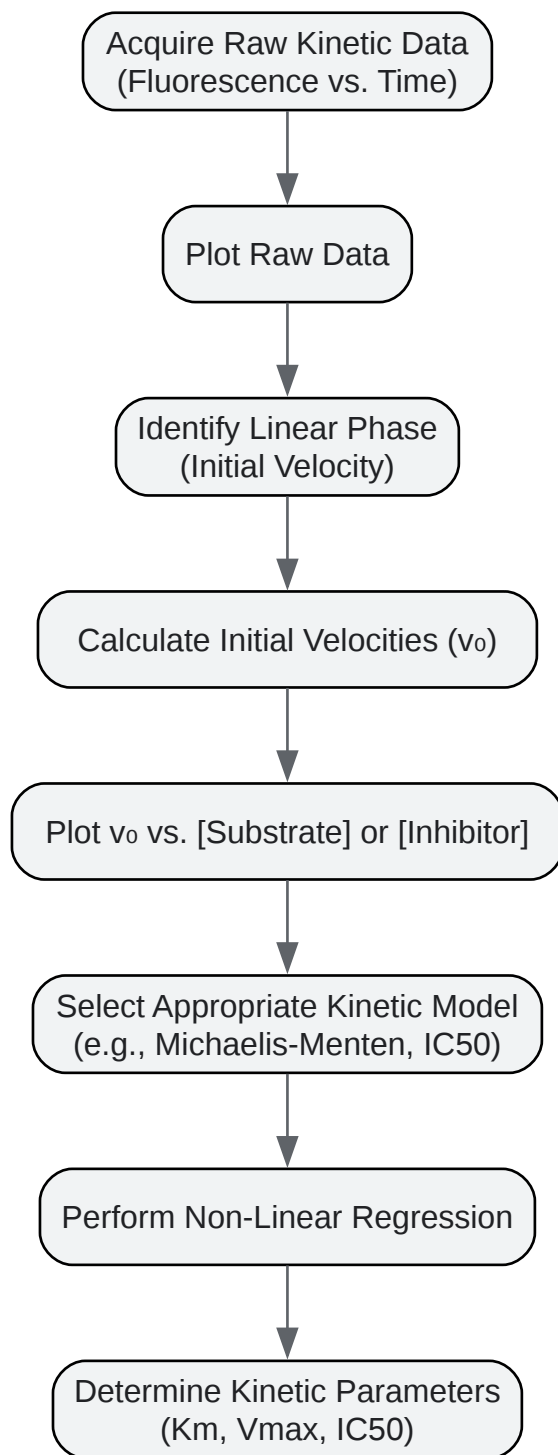 Acquire Raw Kinetic Data
(Fluorescence vs. Time)
Plot Raw Data
Identify Linear Phase
(Initial Velocity)
Calculate Initial Velocities (v₀)
Plot v₀ vs. [Substrate] or [Inhibitor]
Select Appropriate Kinetic Model
(e.g., Michaelis-Menten, IC50)
Perform Non-Linear Regression
Determine Kinetic Parameters
(Km, Vmax, IC50)